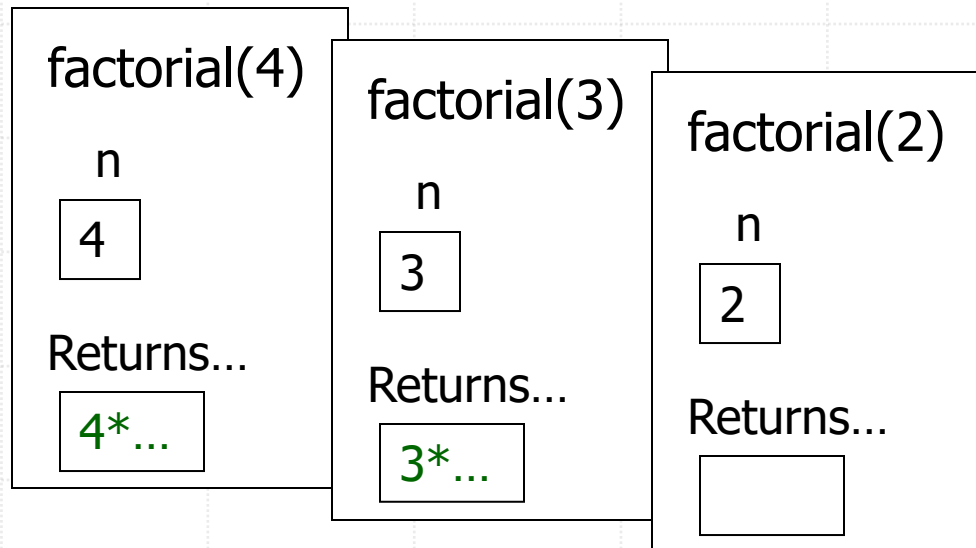 factorial(4)
n
4
Returns…
4*…
factorial(3)
n
3
Returns…
3*…
factorial(2)
n
2
Returns…